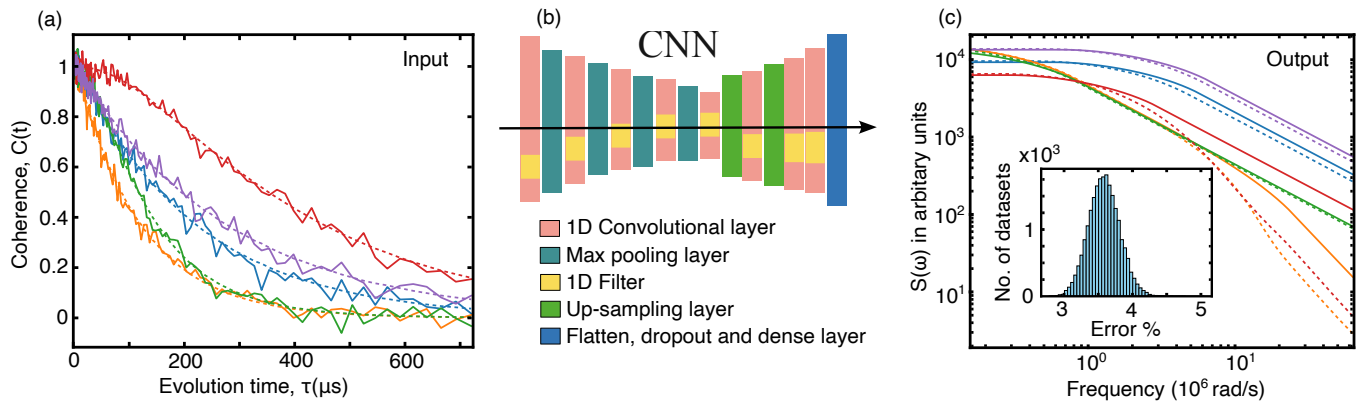 (a)
Input
1
0.8
0.6
0.4
0.2
0
Coherence, C(t)
0
200
400
600
Evolution time, τ(μs)
(b)
CNN
1D Convolutional layer
Max pooling layer
1D Filter
Up-sampling layer
Flatten, dropout and dense layer
(c)
Output
10⁴
10³
10²
10¹
S(ω) in arbitary units
x10³
1
0
No. of datasets
3
4
5
Error %
10⁰
10¹
Frequency (10⁶ rad/s)